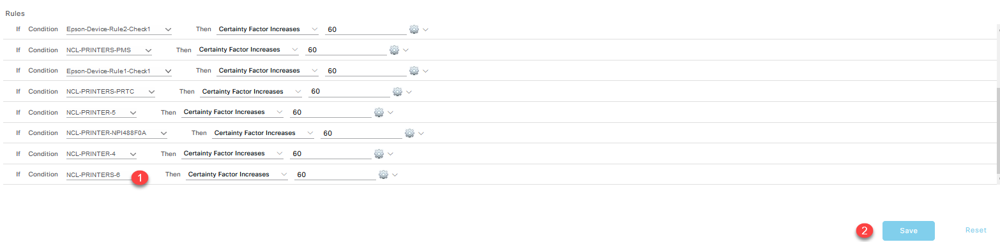 Rules
If Condition Epson-Device-Rule2-Check1 Then Certainty Factor Increases 60
If Condition NCL-PRINTERS-PMS Then Certainty Factor Increases 60
If Condition Epson-Device-Rule1-Check1 Then Certainty Factor Increases 60
If Condition NCL-PRINTERS-PRTC Then Certainty Factor Increases 60
If Condition NCL-PRINTER-5 Then Certainty Factor Increases 60
If Condition NCL-PRINTER-NPI488F0A Then Certainty Factor Increases 60
If Condition NCL-PRINTER-4 Then Certainty Factor Increases 60
If Condition NCL-PRINTERS-6 1 Then Certainty Factor Increases 60
2 Save Reset